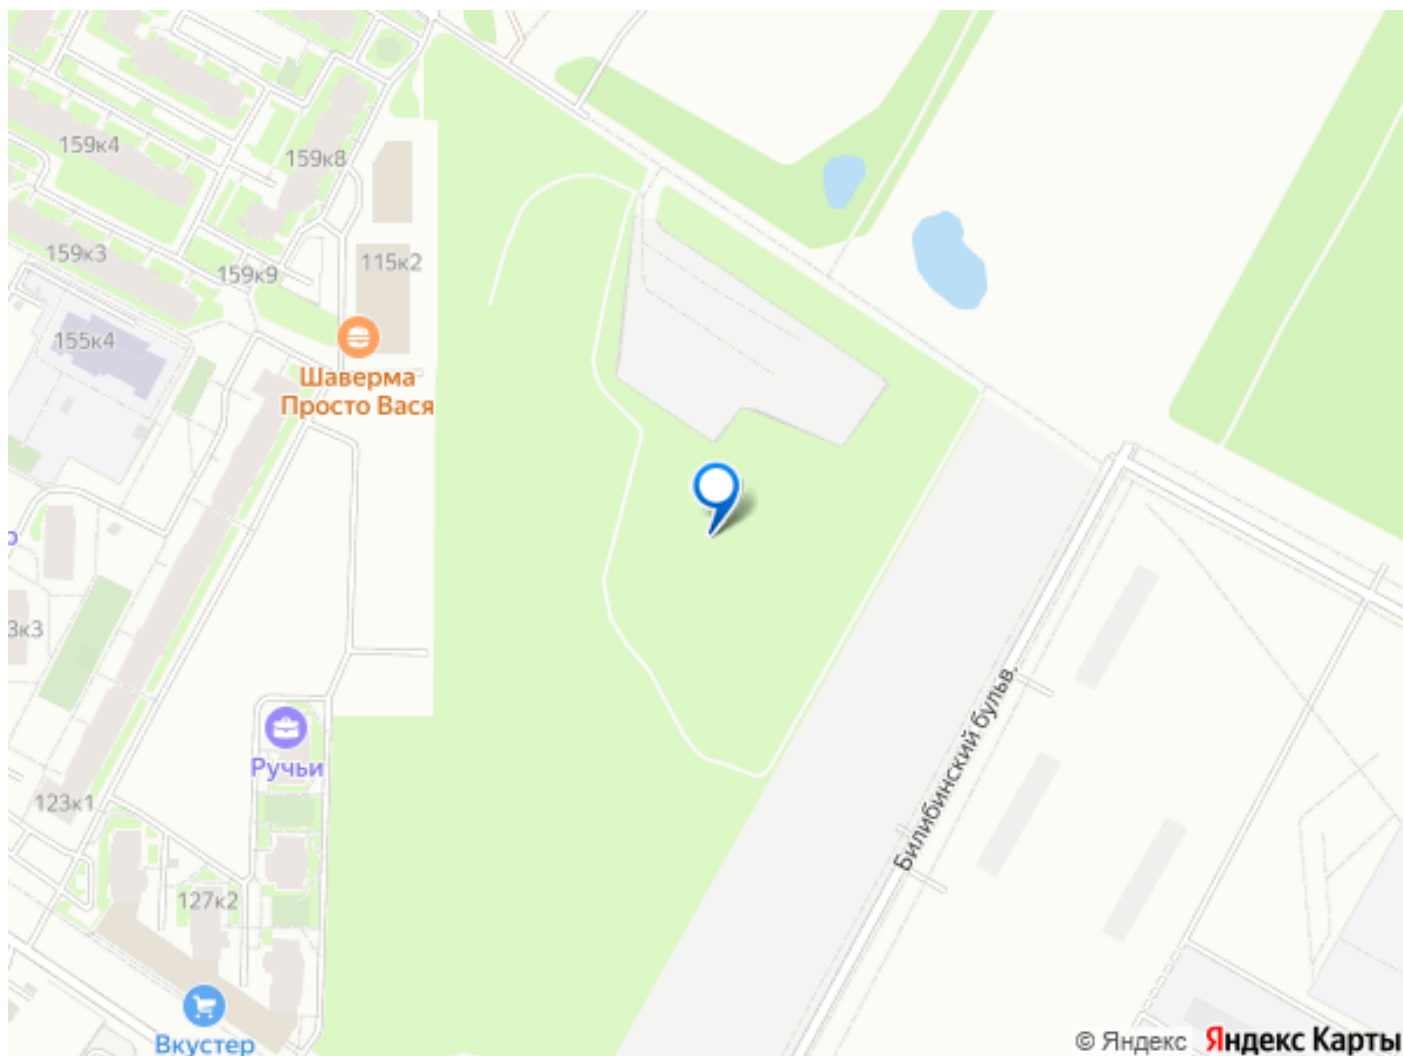 159к4
159к8
159к3
159к9
115к2
155к4
Шаверма
Просто Вася
3к3
Ручьи
123к1
127к2
Вкустер
Билибинский бульв.
© Яндекс
Яндекс Карты